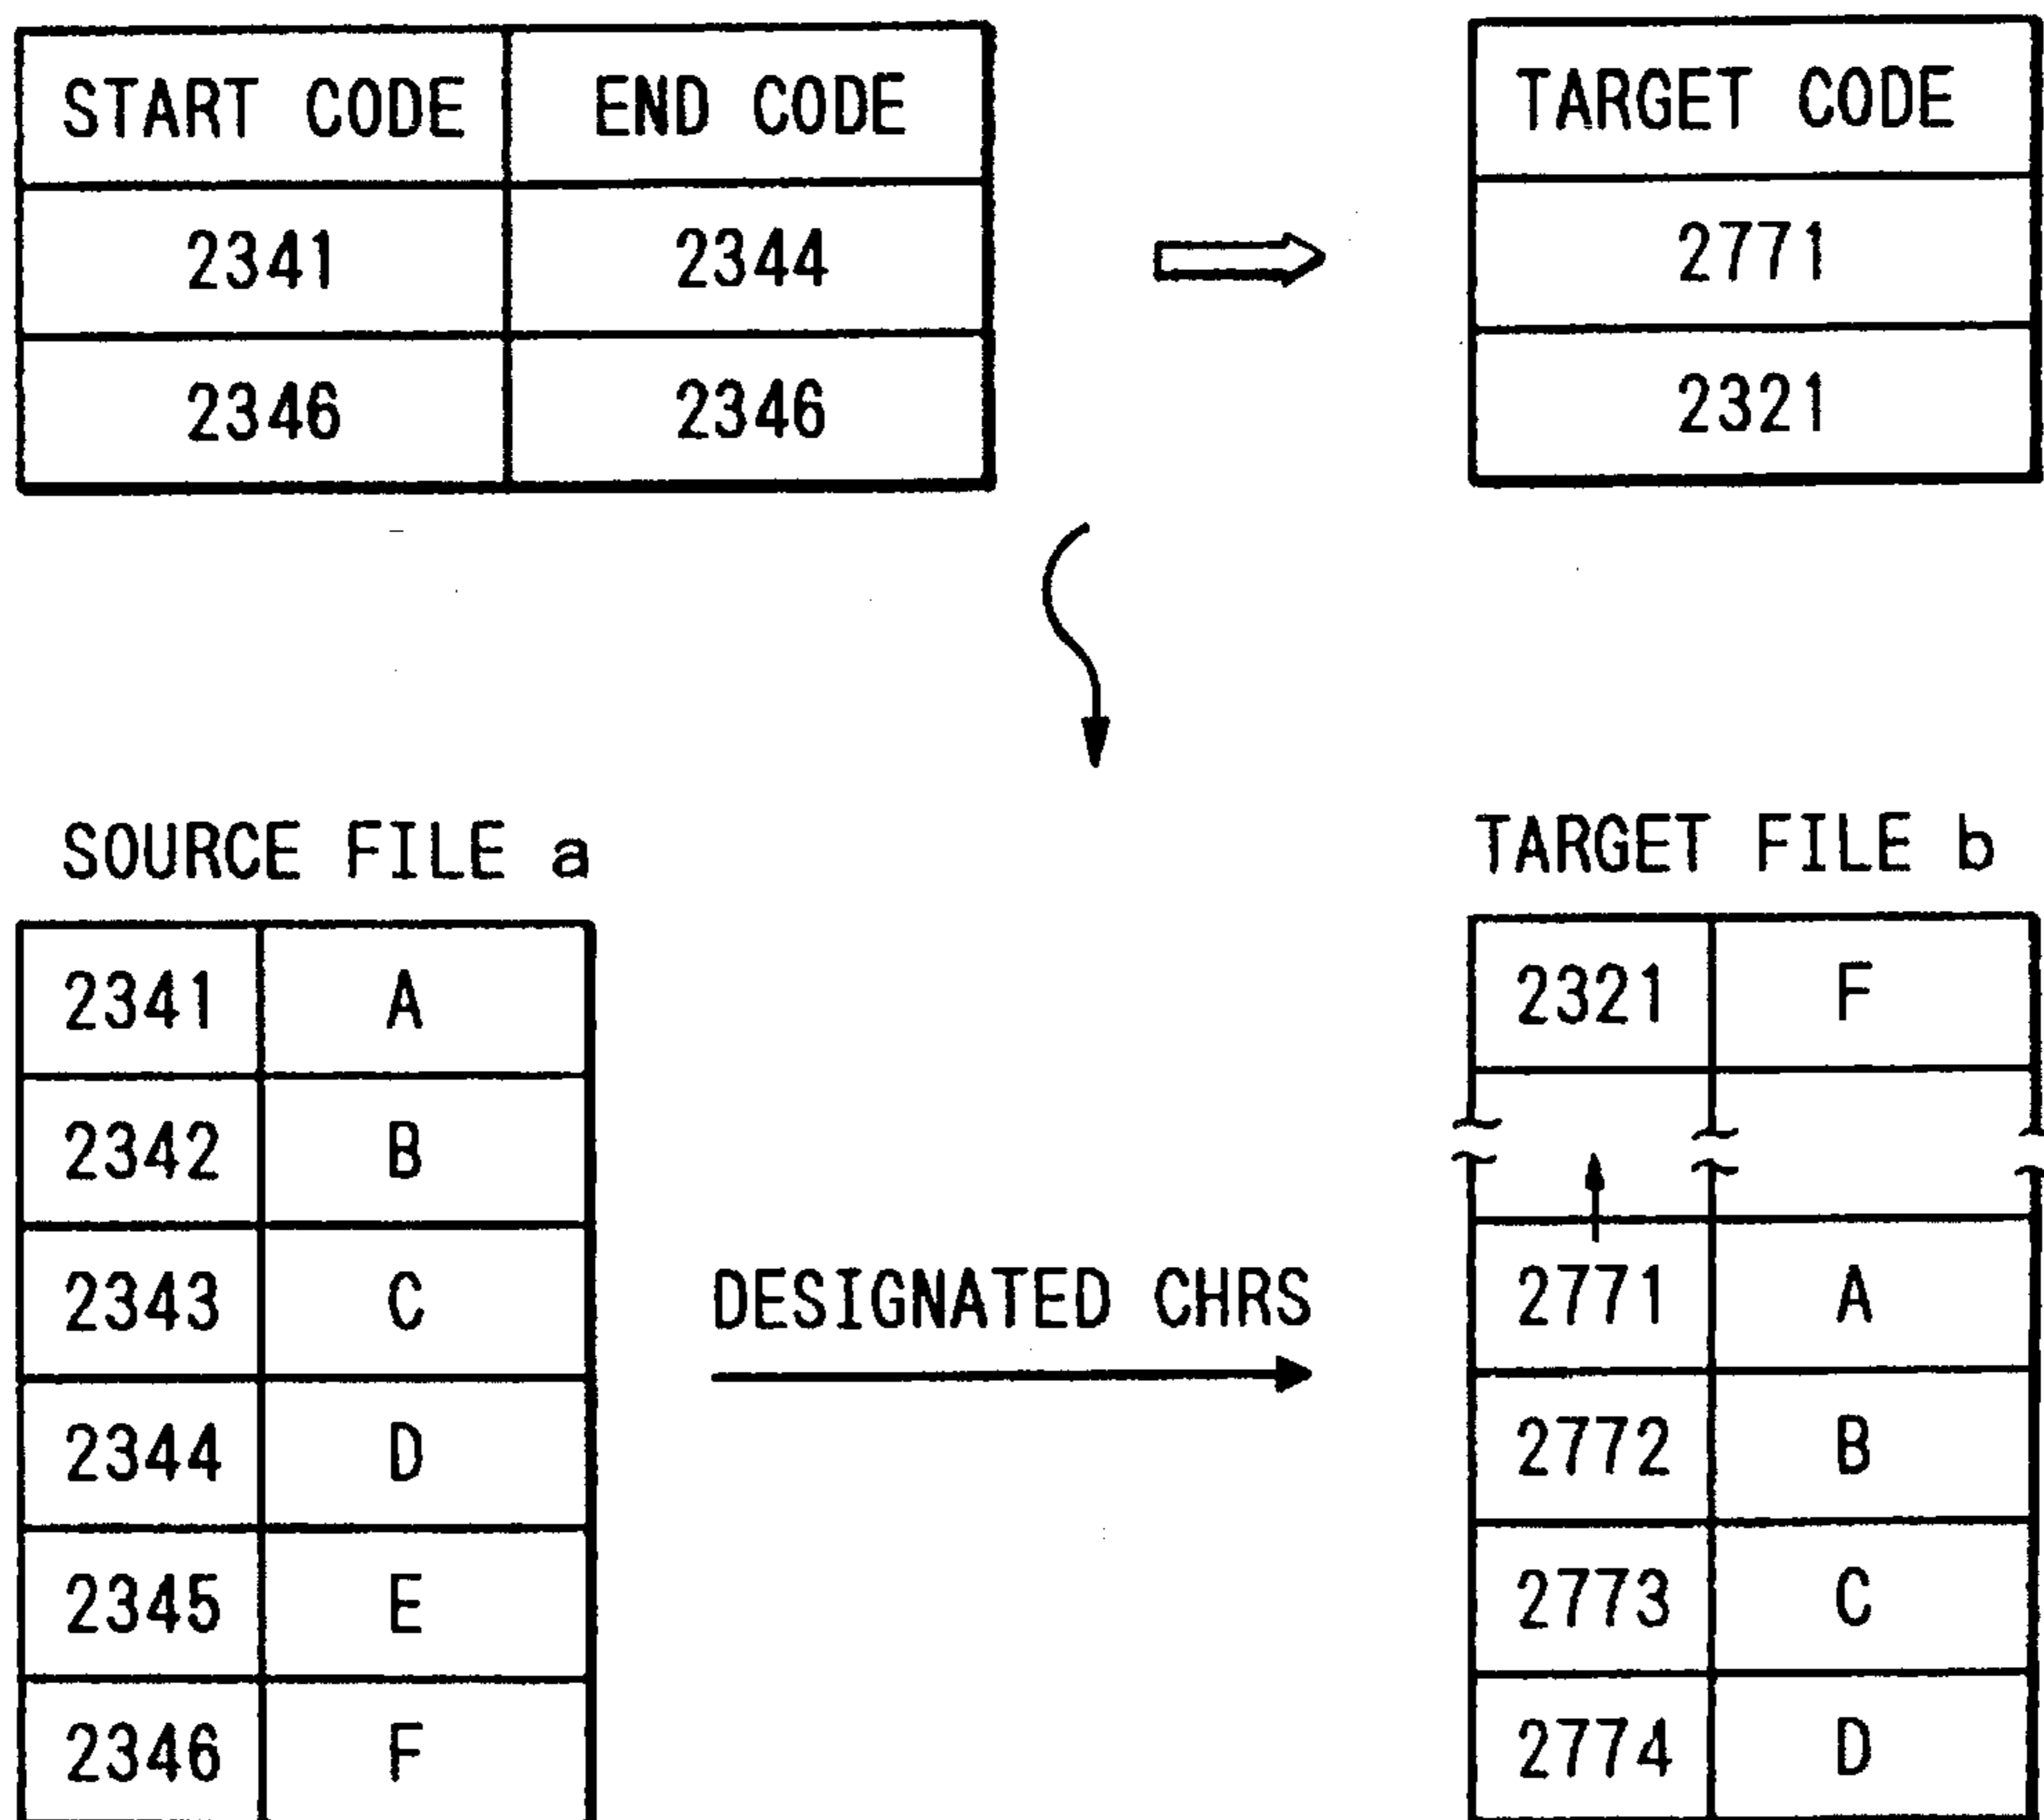 START CODE END CODE TARGET CODE
2341 2344 2771
2346 2346 2321
SOURCE FILE a TARGET FILE b
2341 A 2321 F
2342 B
2343 C DESIGNATED CHRS 2771 A
2344 D 2772 B
2345 E 2773 C
2346 F 2774 D